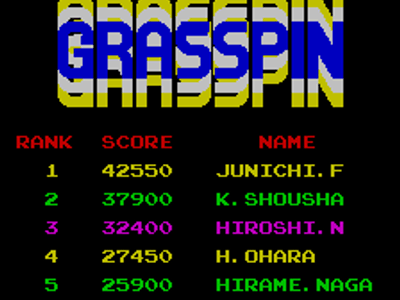 GRASSPIN
RANK SCORE NAME
1 42550 JUNICHI.F
2 37900 K.SHOUSHA
3 32400 HIROSHI.N
4 27450 H.OHARA
5 25900 HIRAME.NAGA